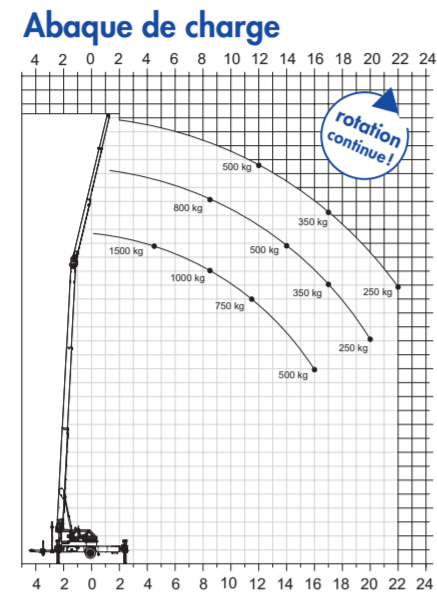 Abaque de charge
4 2 0 2 4 6 8 10 12 14 16 18 20 22 24
rotation
continue !
500 kg
350 kg
800 kg
500 kg
1500 kg
1000 kg
350 kg
250 kg
750 kg
250 kg
500 kg
4 2 0 2 4 6 8 10 12 14 16 18 20 22 24